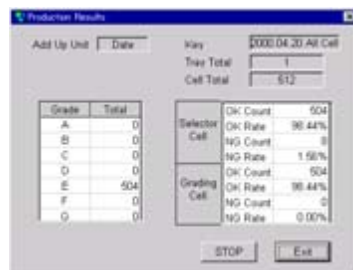 Production Results
Add Up Unit Date
Key 2000.04.20 All Cell
Tray Total 1
Cell Total 512
Grade Total
A 0
B 0
C 0
D 0
E 504
F 0
G 0
Selector Cell
OK Count 504
OK Rate 98.44%
NG Count 8
NG Rate 1.56%
Grading Cell
OK Count 504
OK Rate 98.44%
NG Count 0
NG Rate 0.00%
STOP Exit